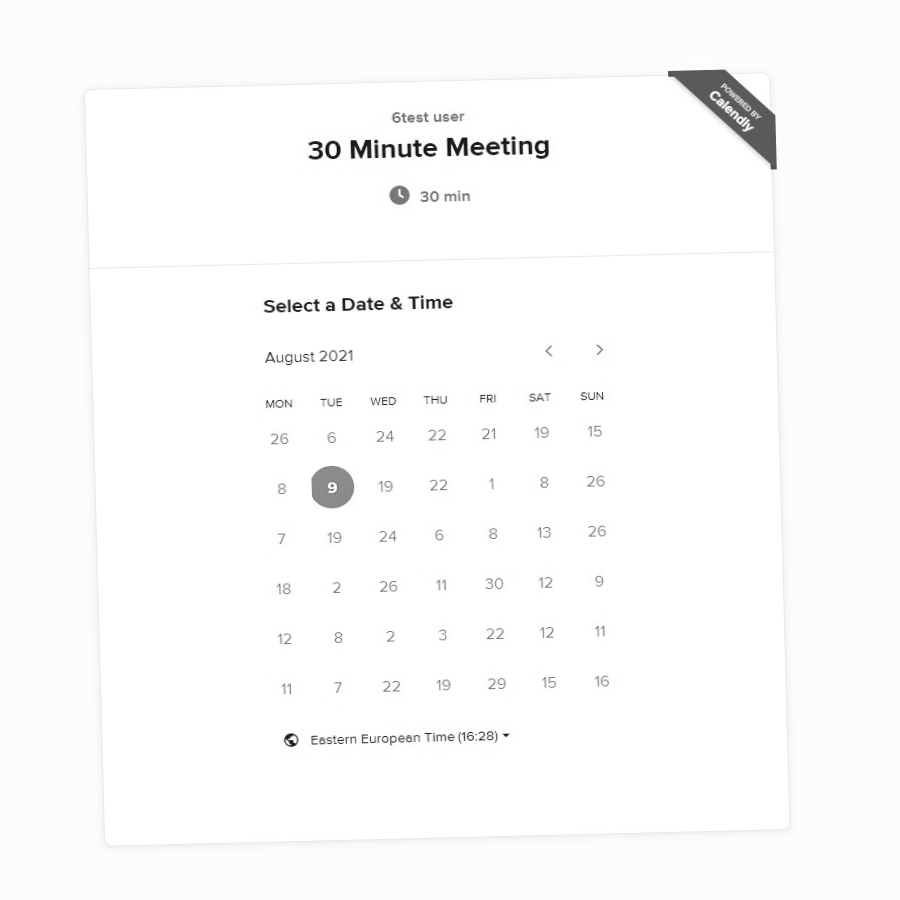 POWERED BY
Calendly
6test user
30 Minute Meeting
30 min
Select a Date & Time
August 2021
MON TUE WED THU FRI SAT SUN
26 6 24 22 21 19 15
8 9 19 22 1 8 26
7 19 24 6 8 13 26
18 2 26 11 30 12 9
12 8 2 3 22 12 11
11 7 22 19 29 15 16
Eastern European Time (16:28)